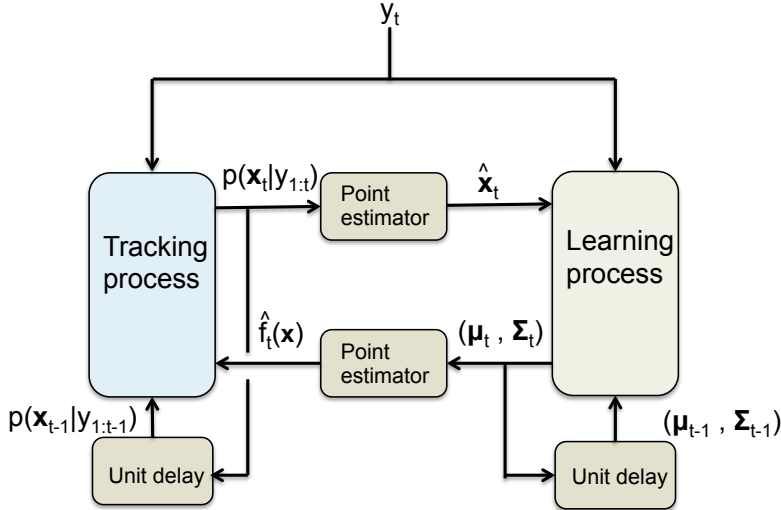 y_t
p(𝐱_t|y_{1:t})
Point
estimator
𝐱̂_t
Tracking
process
Learning
process
f̂_t(𝐱)
Point
estimator
(𝛍_t , 𝚺_t)
p(𝐱_{t-1}|y_{1:t-1})
(𝛍_{t-1} , 𝚺_{t-1})
Unit delay
Unit delay